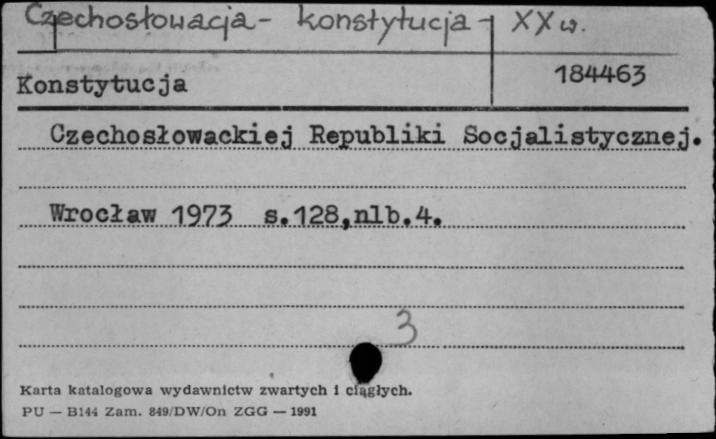 Czechosłowacja - konstytucja - XX w.
184463
Konstytucja
Czechosłowackiej Republiki Socjalistycznej.
Wrocław 1973 s.128,nlb.4.
3
Karta katalogowa wydawnictw zwartych i ciągłych.
PU — B144 Zam. 849/DW/On ZGG — 1991